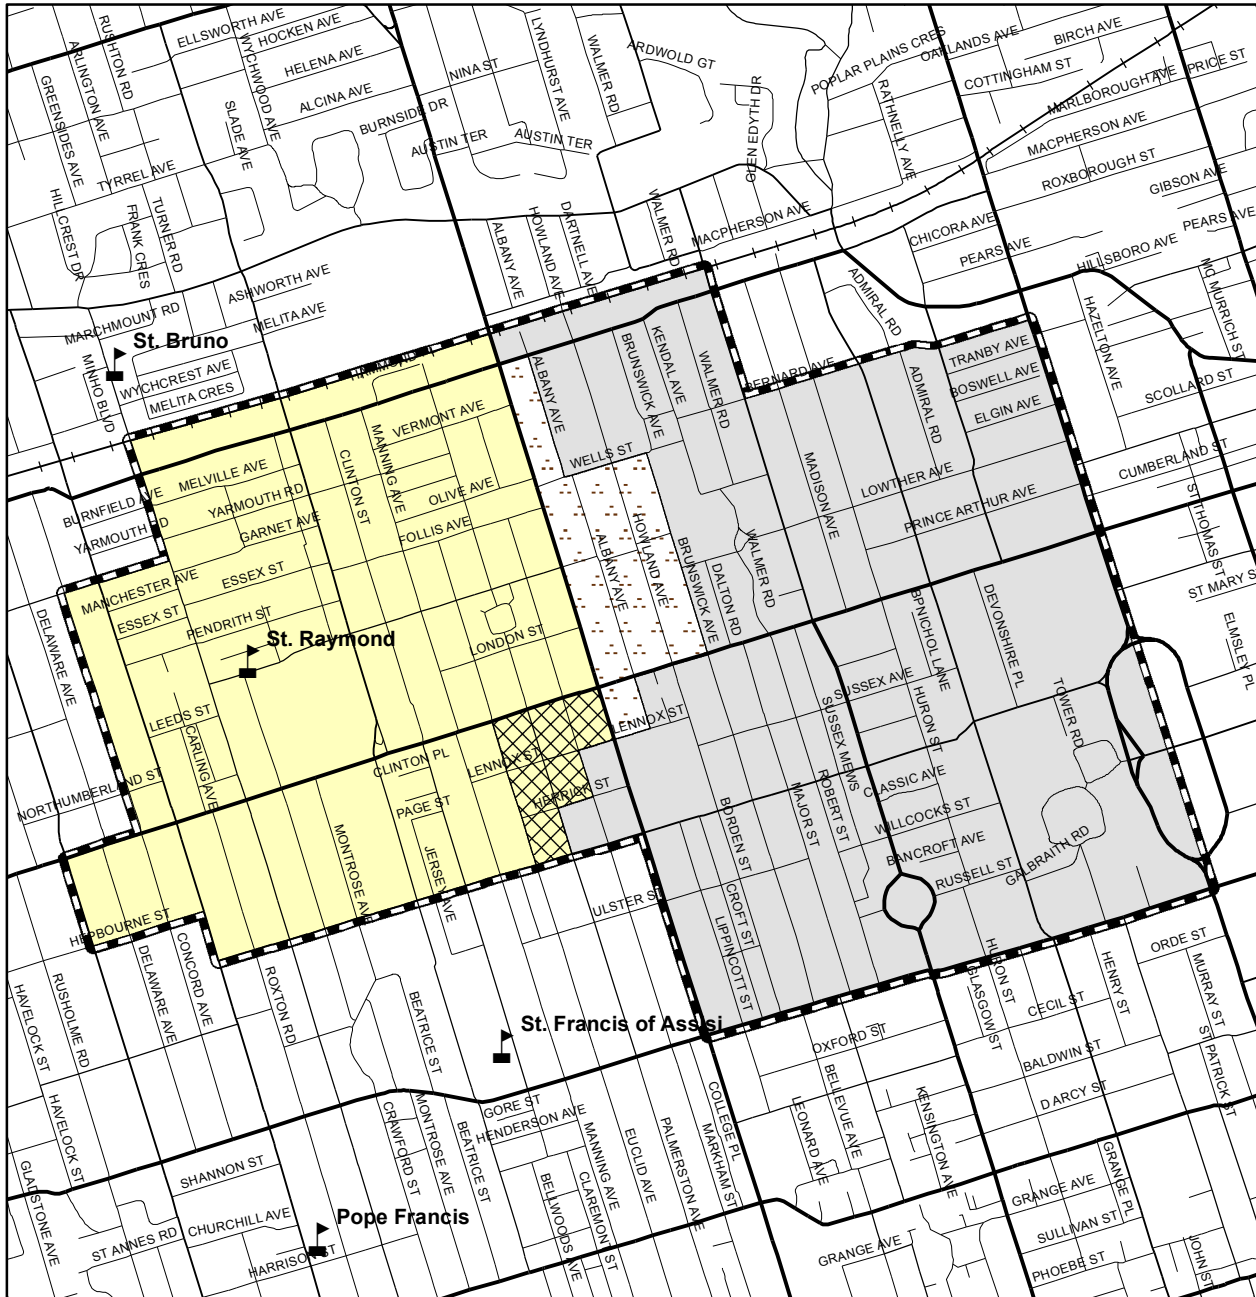 ELLSWORTH AVE
HOCKEN AVE
RUSHTON RD
ARLINGTON AVE
GREENSIDES AVE
WYCHWOOD AVE
HELENA AVE
ALCINA AVE
SLADE AVE
BURNSIDE DR
NINA ST
LYNDHURST AVE
WALMER RD
ARDWOLD GT
AUSTIN TER
AUSTIN TER
GLEN EDYTH DR
POPLAR PLAINS CRES
OAKLANDS AVE
BIRCH AVE
COTTINGHAM ST
PRICE ST
MARLBOROUGH AVE
MACPHERSON AVE
ROXBOROUGH ST
RATHNELLY AVE
GIBSON AVE
PEARS AVE
TYRREL AVE
HILLCREST DR
FRANK CRES
TURNER RD
ASHWORTH AVE
MELITA AVE
MARCHMOUNT RD
St. Bruno
MINHO BLVD
WYCHCREST AVE
MELITA CRES
ALBANY AVE
HOWLAND AVE
DARTNELL AVE
WALMER RD
MACPHERSON AVE
CHICORA AVE
PEARS AVE
HILLSBORO AVE
MC MURRICH ST
ADMIRAL RD
HAZELTON AVE
SCOLLARD ST
BERNARD AVE
TRANBY AVE
BOSWELL AVE
ELGIN AVE
ADMIRAL RD
ALBANY AVE
BRUNSWICK AVE
KENDAL AVE
WALMER RD
WELLS ST
VERMONT AVE
MANNING AVE
CLINTON ST
OLIVE AVE
FOLLIS AVE
MELVILLE AVE
YARMOUTH RD
GARNET AVE
BURNFIELD AVE
YARMOUTH RD
MANCHESTER AVE
ESSEX ST
ESSEX ST
PENDRITH ST
St. Raymond
DELAWARE AVE
LEEDS ST
CARLING AVE
NORTHUMBERLAND ST
LONDON ST
ALBANY AVE
HOWLAND AVE
BRUNSWICK AVE
DALTON RD
WALMER RD
MADISON AVE
LOWTHER AVE
PRINCE ARTHUR AVE
CUMBERLAND ST
ST THOMAS ST
ST MARY S
ELMSLEY PL
BPNICHOL LANE
DEVONSHIRE PL
TOWER RD
SUSSEX AVE
HURON ST
SUSSEX MEWS
CLASSIC AVE
WILLCOCKS ST
BANCROFT AVE
RUSSELL ST
GALBRAITH RD
LENNOX ST
LENNOX ST
HERRICK ST
CLINTON PL
PAGE ST
JERSEY AVE
MONTROSE AVE
BORDEN ST
MAJOR ST
ROBERT ST
CROFT ST
LIPPINCOTT ST
ULSTER S
HEPBOURNE ST
DELAWARE AVE
CONCORD AVE
ROXTON RD
RUSHOLME RD
HAVELOCK ST
HAVELOCK ST
BEATRICE ST
St. Francis of Assisi
HURON ST
GLASGOW ST
HENRY ST
ORDE ST
MURRAY ST
CECIL ST
BALDWIN ST
D ARCY ST
ST PATRICK ST
OXFORD ST
BELLEVUE AVE
LEONARD AVE
KENSINGTON AVE
COLLEGE PL
MARKHAM ST
PALMERSTON AVE
EUCLID AVE
MANNING AVE
CLAREMONT ST
BELLWOODS AVE
GORE ST
HENDERSON AVE
BEATRICE ST
MONTROSE AVE
CRAWFORD ST
SHANNON ST
CHURCHILL AVE
ST ANNES RD
GLADSTONE AVE
HARRISON ST
Pope Francis
GRANGE AVE
GRANGE AVE
GRANGE PL
SULLIVAN ST
PHOEBE ST
JOHN ST